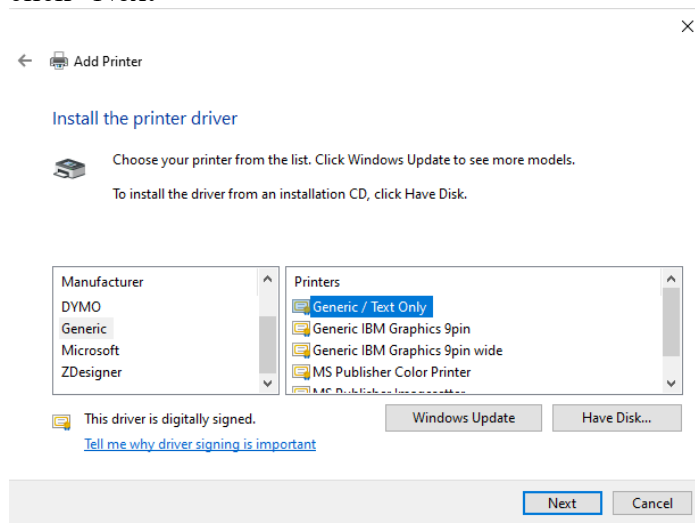 Add Printer
Install the printer driver
Choose your printer from the list. Click Windows Update to see more models.
To install the driver from an installation CD, click Have Disk.
Manufacturer
DYMO
Generic
Microsoft
ZDesigner
Printers
Generic / Text Only
Generic IBM Graphics 9pin
Generic IBM Graphics 9pin wide
MS Publisher Color Printer
MS Publisher Imagesetter
This driver is digitally signed.
Tell me why driver signing is important
Windows Update
Have Disk...
Next
Cancel